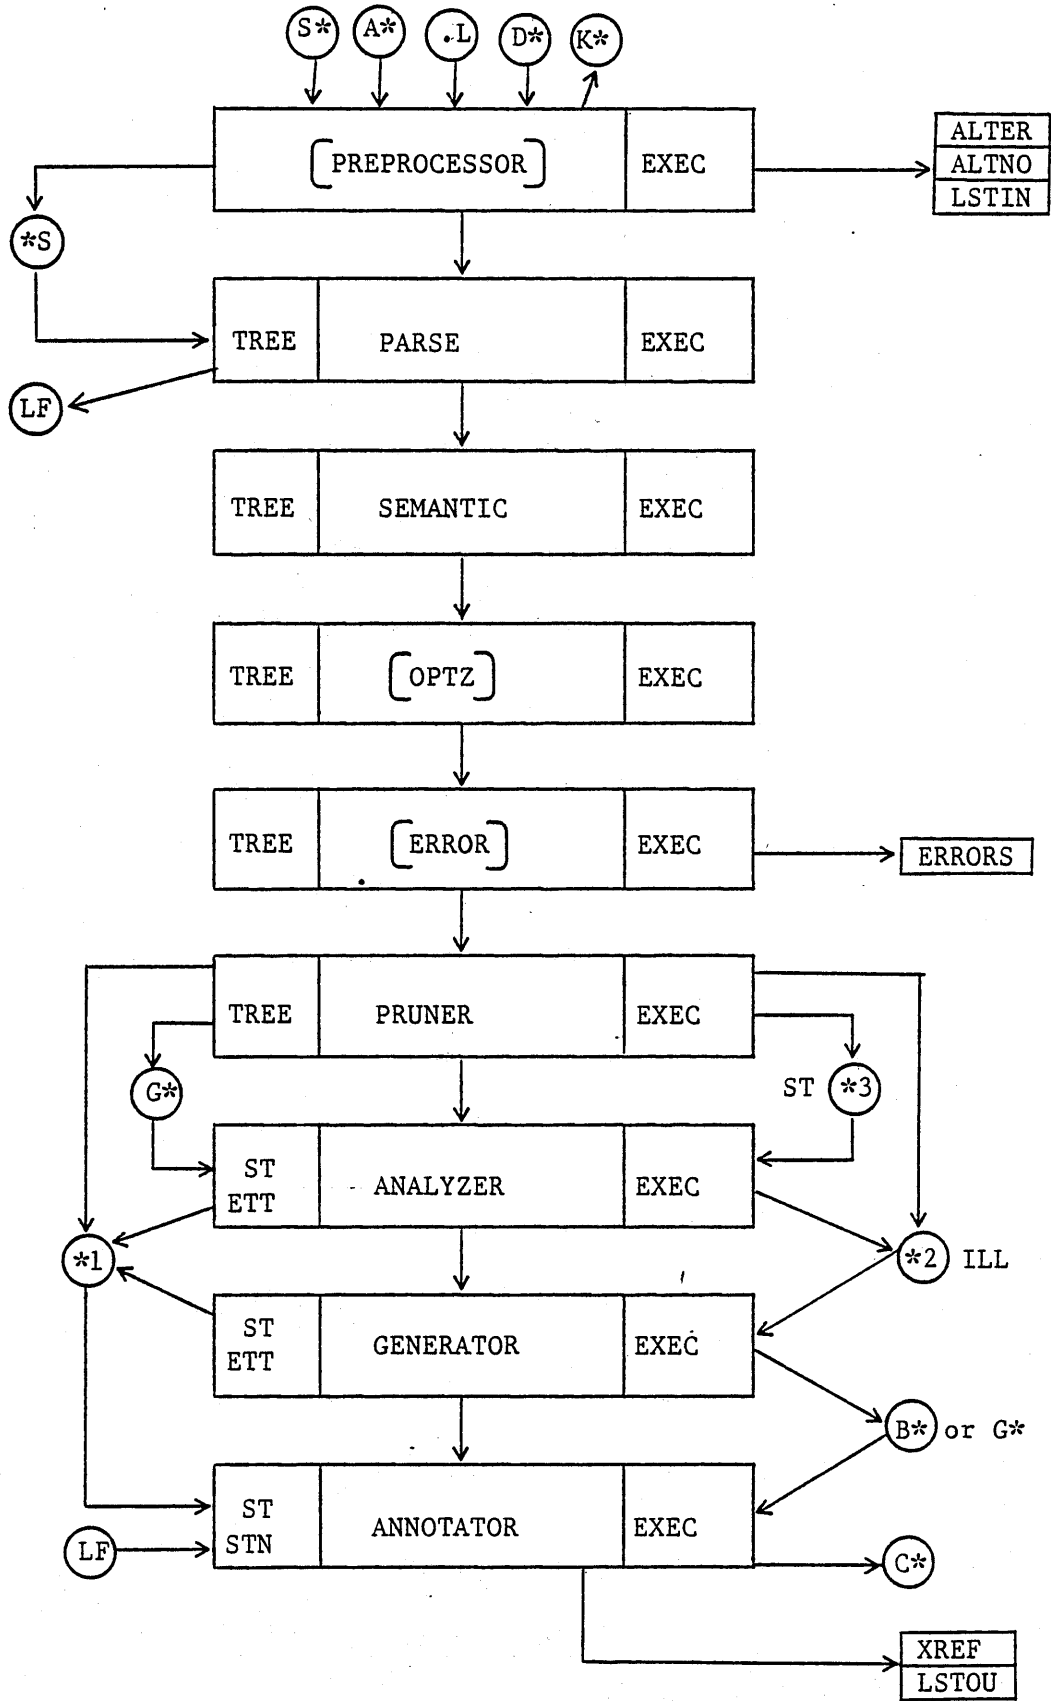 S* A* .L D* K*
[PREPROCESSOR] EXEC
ALTER
ALTNO
LSTIN
*S
TREE PARSE EXEC
LF
TREE SEMANTIC EXEC
TREE [OPTZ] EXEC
TREE [ERROR] EXEC
ERRORS
TREE PRUNER EXEC
G*
ST *3
ST
ETT ANALYZER EXEC
*1
*2 ILL
ST
ETT GENERATOR EXEC
B* or G*
ST
STN ANNOTATOR EXEC
LF
C*
XREF
LSTOU